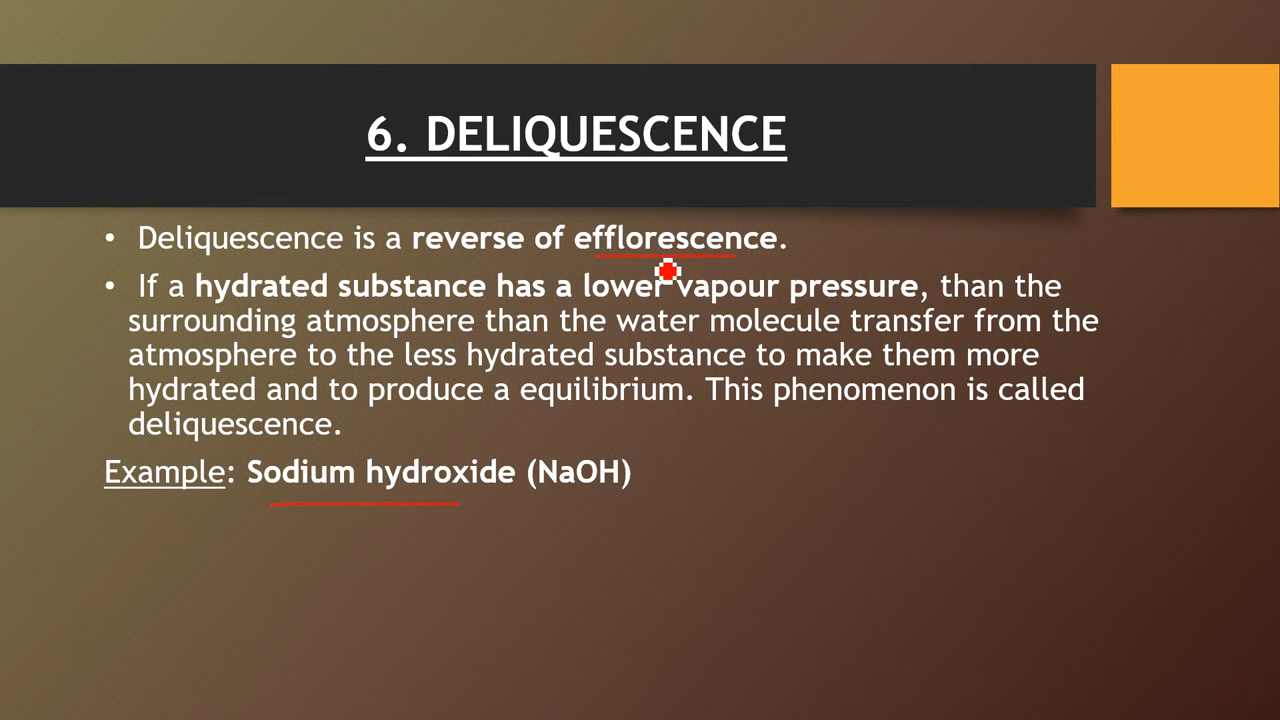 6. DELIQUESCENCE
• Deliquescence is a reverse of efflorescence.
• If a hydrated substance has a lower vapour pressure, than the
surrounding atmosphere than the water molecule transfer from the
atmosphere to the less hydrated substance to make them more
hydrated and to produce a equilibrium. This phenomenon is called
deliquescence.
Example: Sodium hydroxide (NaOH)